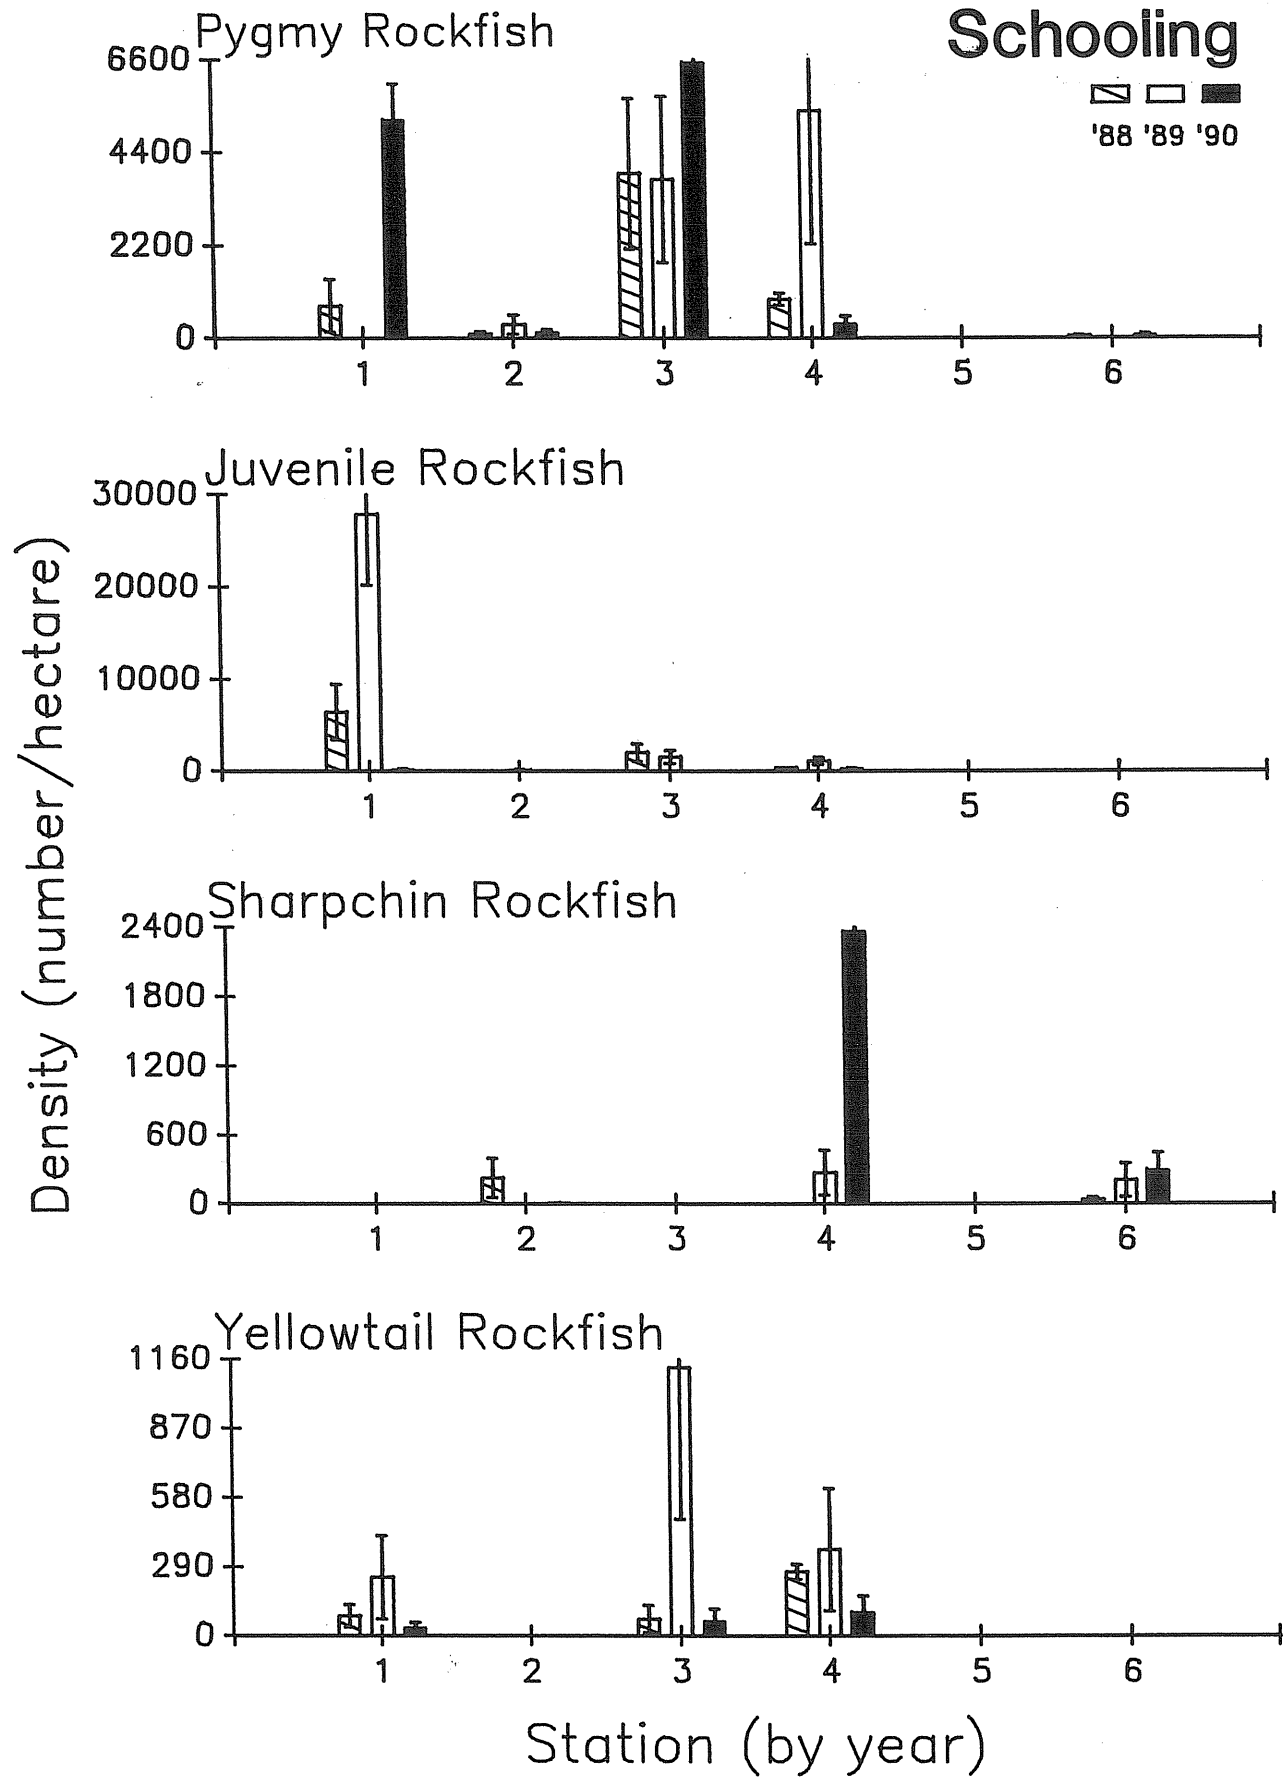 Pygmy Rockfish
Schooling
'88 '89 '90
6600
4400
2200
0
1 2 3 4 5 6
Juvenile Rockfish
30000
20000
10000
0
1 2 3 4 5 6
Sharpchin Rockfish
2400
1800
1200
600
0
1 2 3 4 5 6
Yellowtail Rockfish
1160
870
580
290
0
1 2 3 4 5 6
Density (number/hectare)
Station (by year)